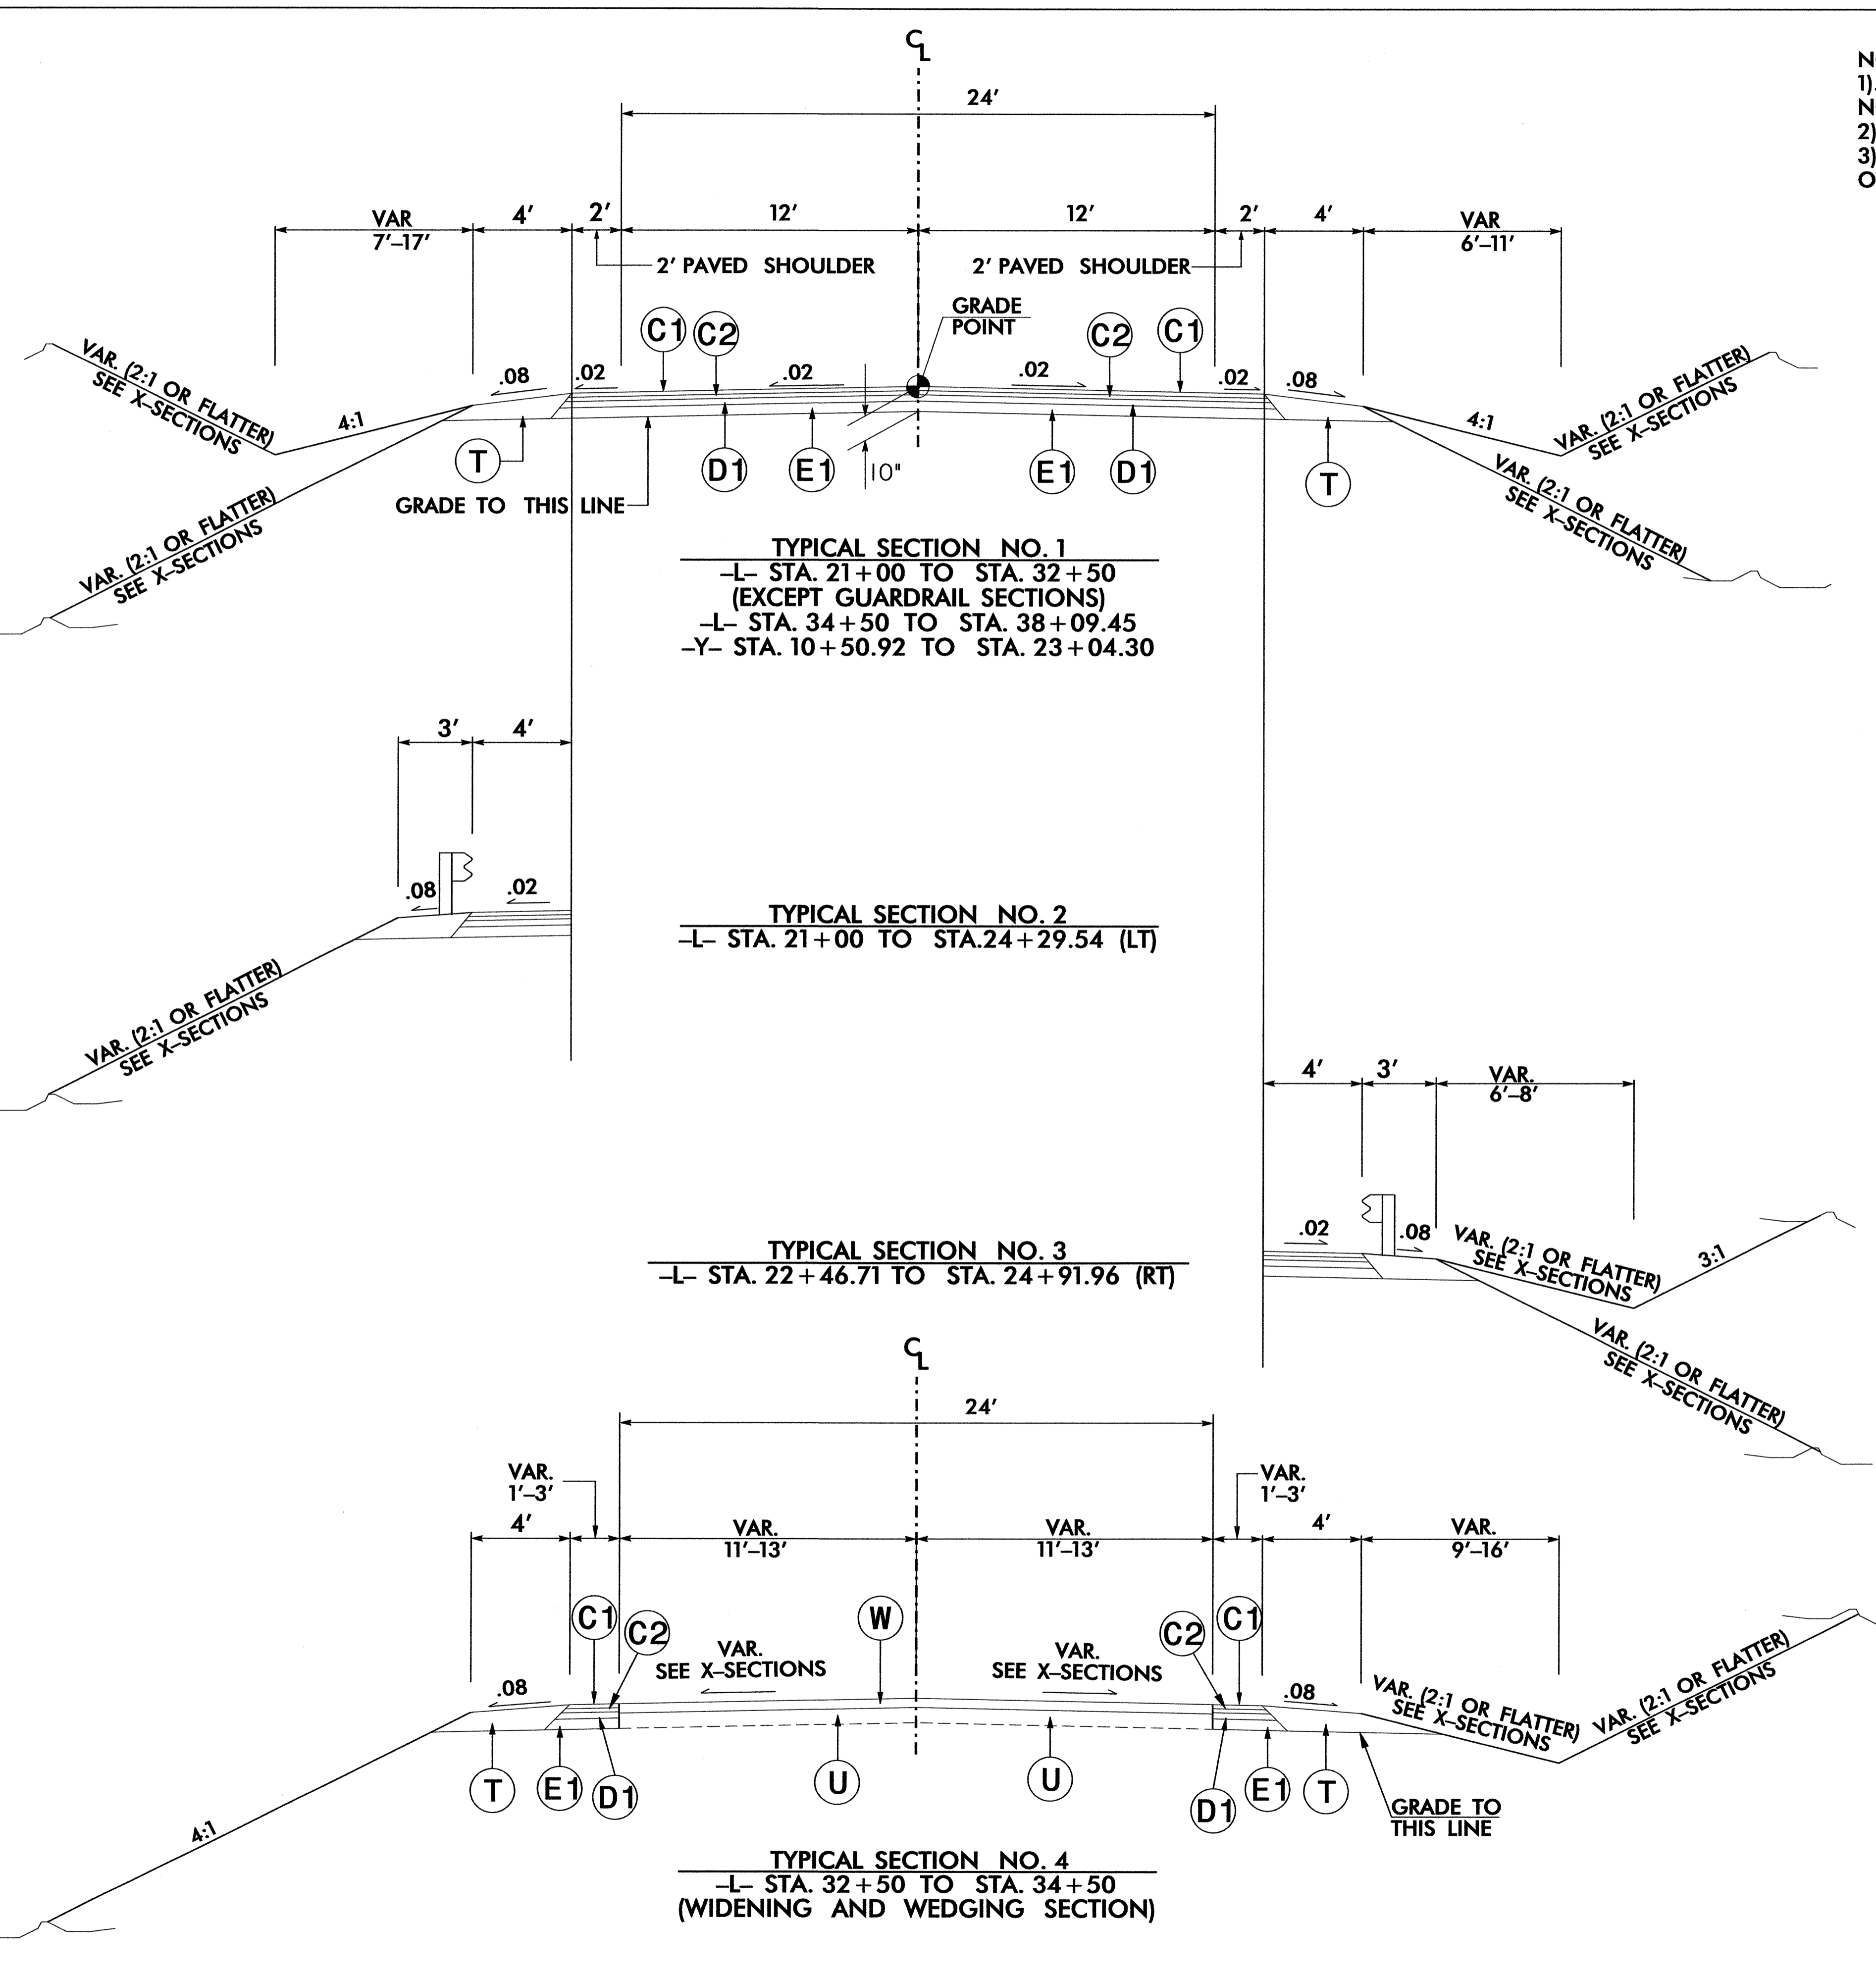 C
L
24'
N
1)
N
2)
3)
O
VAR
7'–17'
4'
2'
12'
12'
2'
4'
VAR
6'–11'
2' PAVED SHOULDER
2' PAVED SHOULDER
GRADE
POINT
C1
C2
C2
C1
VAR. (2:1 OR FLATTER)
SEE X–SECTIONS
4:1
.08
.02
.02
.02
.02
.08
4:1
VAR. (2:1 OR FLATTER)
SEE X–SECTIONS
T
D1
E1
10"
E1
D1
T
GRADE TO THIS LINE
VAR. (2:1 OR FLATTER)
SEE X–SECTIONS
VAR. (2:1 OR FLATTER)
SEE X–SECTIONS
TYPICAL SECTION NO. 1
–L– STA. 21+00 TO STA. 32+50
(EXCEPT GUARDRAIL SECTIONS)
–L– STA. 34+50 TO STA. 38+09.45
–Y– STA. 10+50.92 TO STA. 23+04.30
3'
4'
.08
.02
VAR. (2:1 OR FLATTER)
SEE X–SECTIONS
TYPICAL SECTION NO. 2
–L– STA. 21+00 TO STA.24+29.54 (LT)
4'
3'
VAR.
6'–8'
.02
.08
VAR. (2:1 OR FLATTER)
SEE X–SECTIONS
3:1
VAR. (2:1 OR FLATTER)
SEE X–SECTIONS
TYPICAL SECTION NO. 3
–L– STA. 22+46.71 TO STA. 24+91.96 (RT)
C
L
24'
VAR.
1'–3'
VAR.
1'–3'
4'
VAR.
11'–13'
VAR.
11'–13'
4'
VAR.
9'–16'
C1
C2
W
C2
C1
VAR.
SEE X–SECTIONS
VAR.
SEE X–SECTIONS
.08
.08
VAR. (2:1 OR FLATTER)
SEE X–SECTIONS
VAR. (2:1 OR FLATTER)
SEE X–SECTIONS
T
E1
D1
U
U
D1
E1
T
GRADE TO
THIS LINE
4:1
TYPICAL SECTION NO. 4
–L– STA. 32+50 TO STA. 34+50
(WIDENING AND WEDGING SECTION)